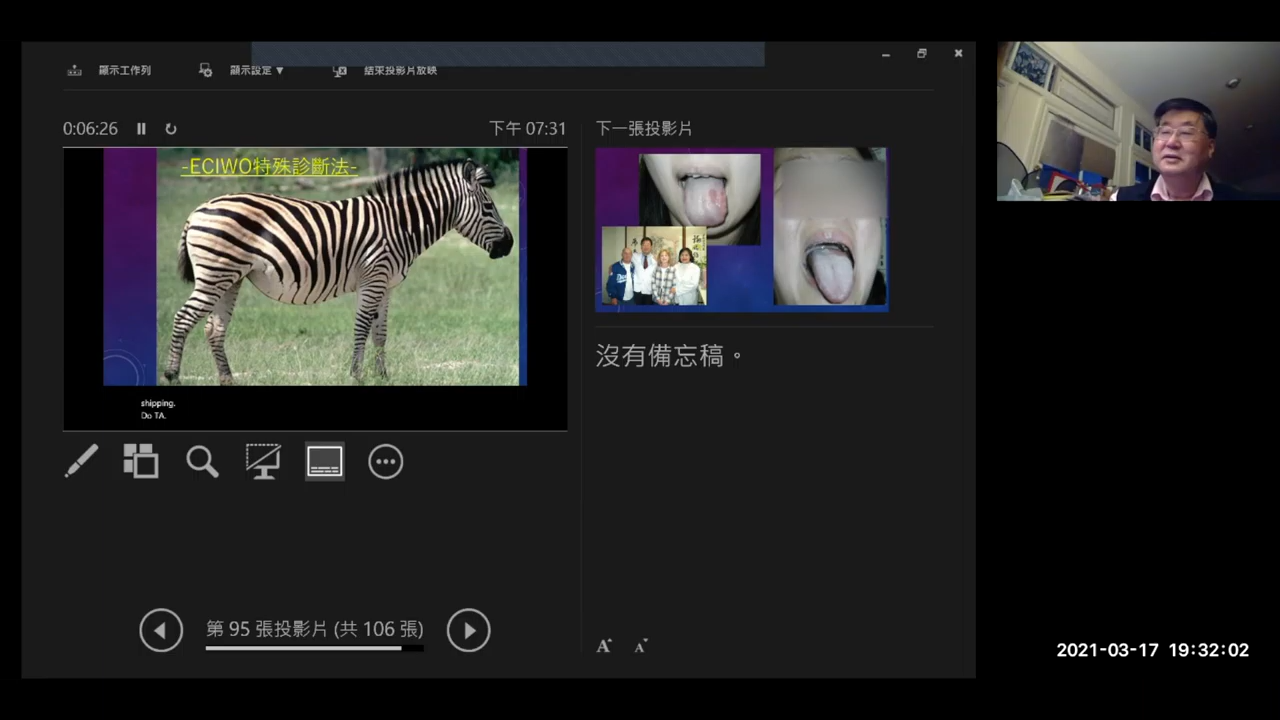 顯示工作列
顯示設定 ▼
結束投影片放映
0:06:26
下午 07:31
下一張投影片
-ECIWO特殊診斷法-
shipping.
Do TA.
沒有備忘稿。
第 95 張投影片 (共 106 張)
A A
2021-03-17 19:32:02